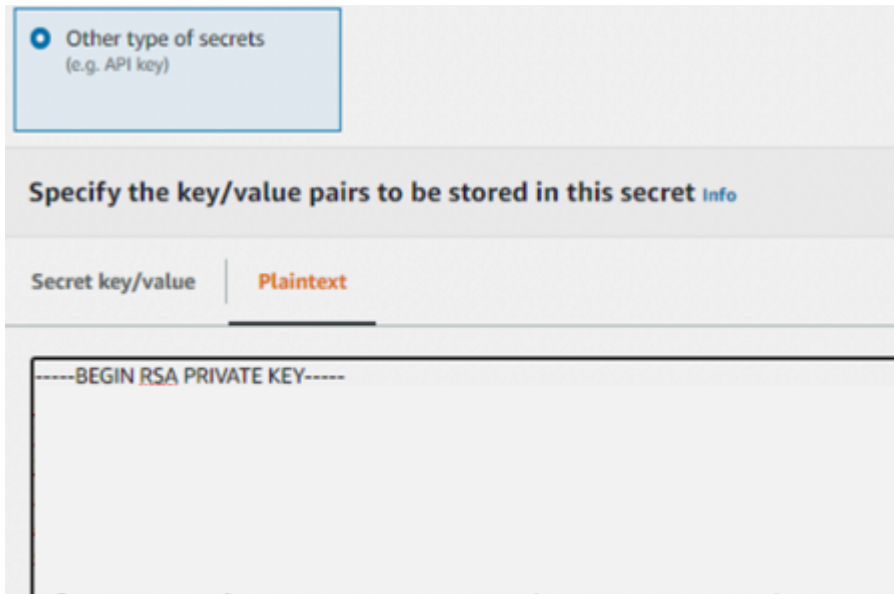 Other type of secrets
(e.g. API key)
Specify the key/value pairs to be stored in this secret Info
Secret key/value Plaintext
-----BEGIN RSA PRIVATE KEY-----